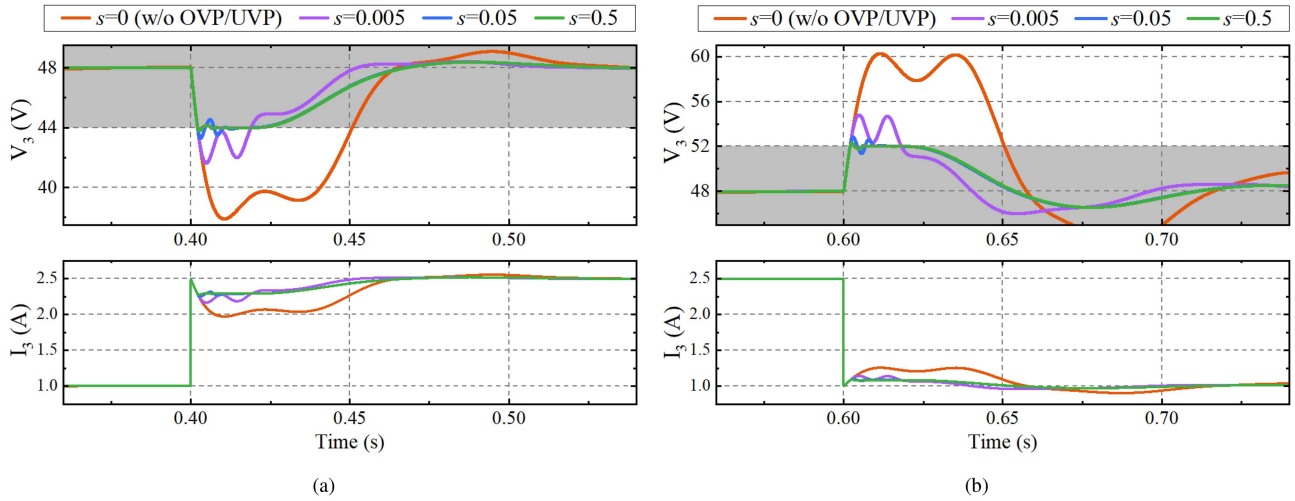 s=0 (w/o OVP/UVP) s=0.005 s=0.05 s=0.5
48
44
40
V3 (V)
0.40 0.45 0.50
2.5
2.0
1.5
1.0
I3 (A)
0.40 0.45 0.50
Time (s)
(a)
s=0 (w/o OVP/UVP) s=0.005 s=0.05 s=0.5
60
56
52
48
V3 (V)
0.60 0.65 0.70
2.5
2.0
1.5
1.0
I3 (A)
0.60 0.65 0.70
Time (s)
(b)